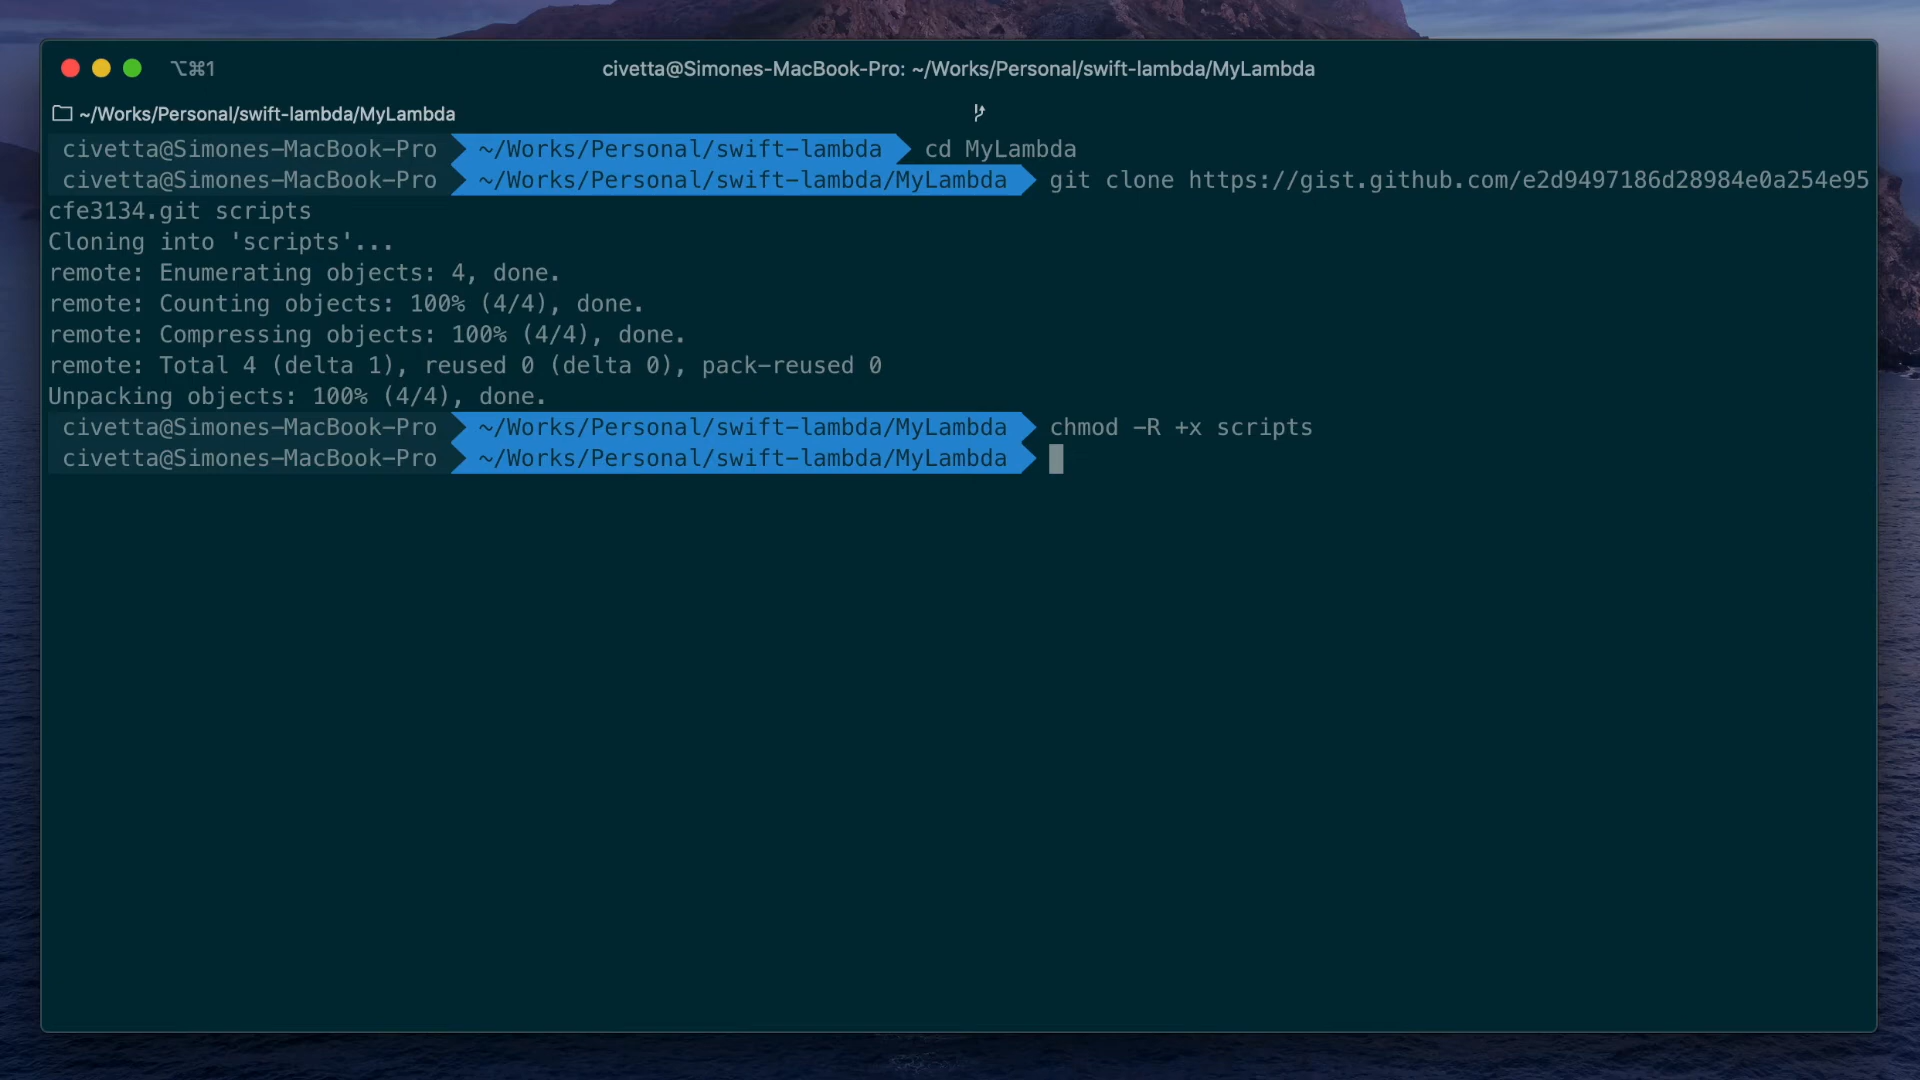 ⌥⌘1
civetta@Simones-MacBook-Pro: ~/Works/Personal/swift-lambda/MyLambda
~/Works/Personal/swift-lambda/MyLambda
civetta@Simones-MacBook-Pro ~/Works/Personal/swift-lambda cd MyLambda
civetta@Simones-MacBook-Pro ~/Works/Personal/swift-lambda/MyLambda git clone https://gist.github.com/e2d9497186d28984e0a254e95
cfe3134.git scripts
Cloning into 'scripts'...
remote: Enumerating objects: 4, done.
remote: Counting objects: 100% (4/4), done.
remote: Compressing objects: 100% (4/4), done.
remote: Total 4 (delta 1), reused 0 (delta 0), pack-reused 0
Unpacking objects: 100% (4/4), done.
civetta@Simones-MacBook-Pro ~/Works/Personal/swift-lambda/MyLambda chmod -R +x scripts
civetta@Simones-MacBook-Pro ~/Works/Personal/swift-lambda/MyLambda